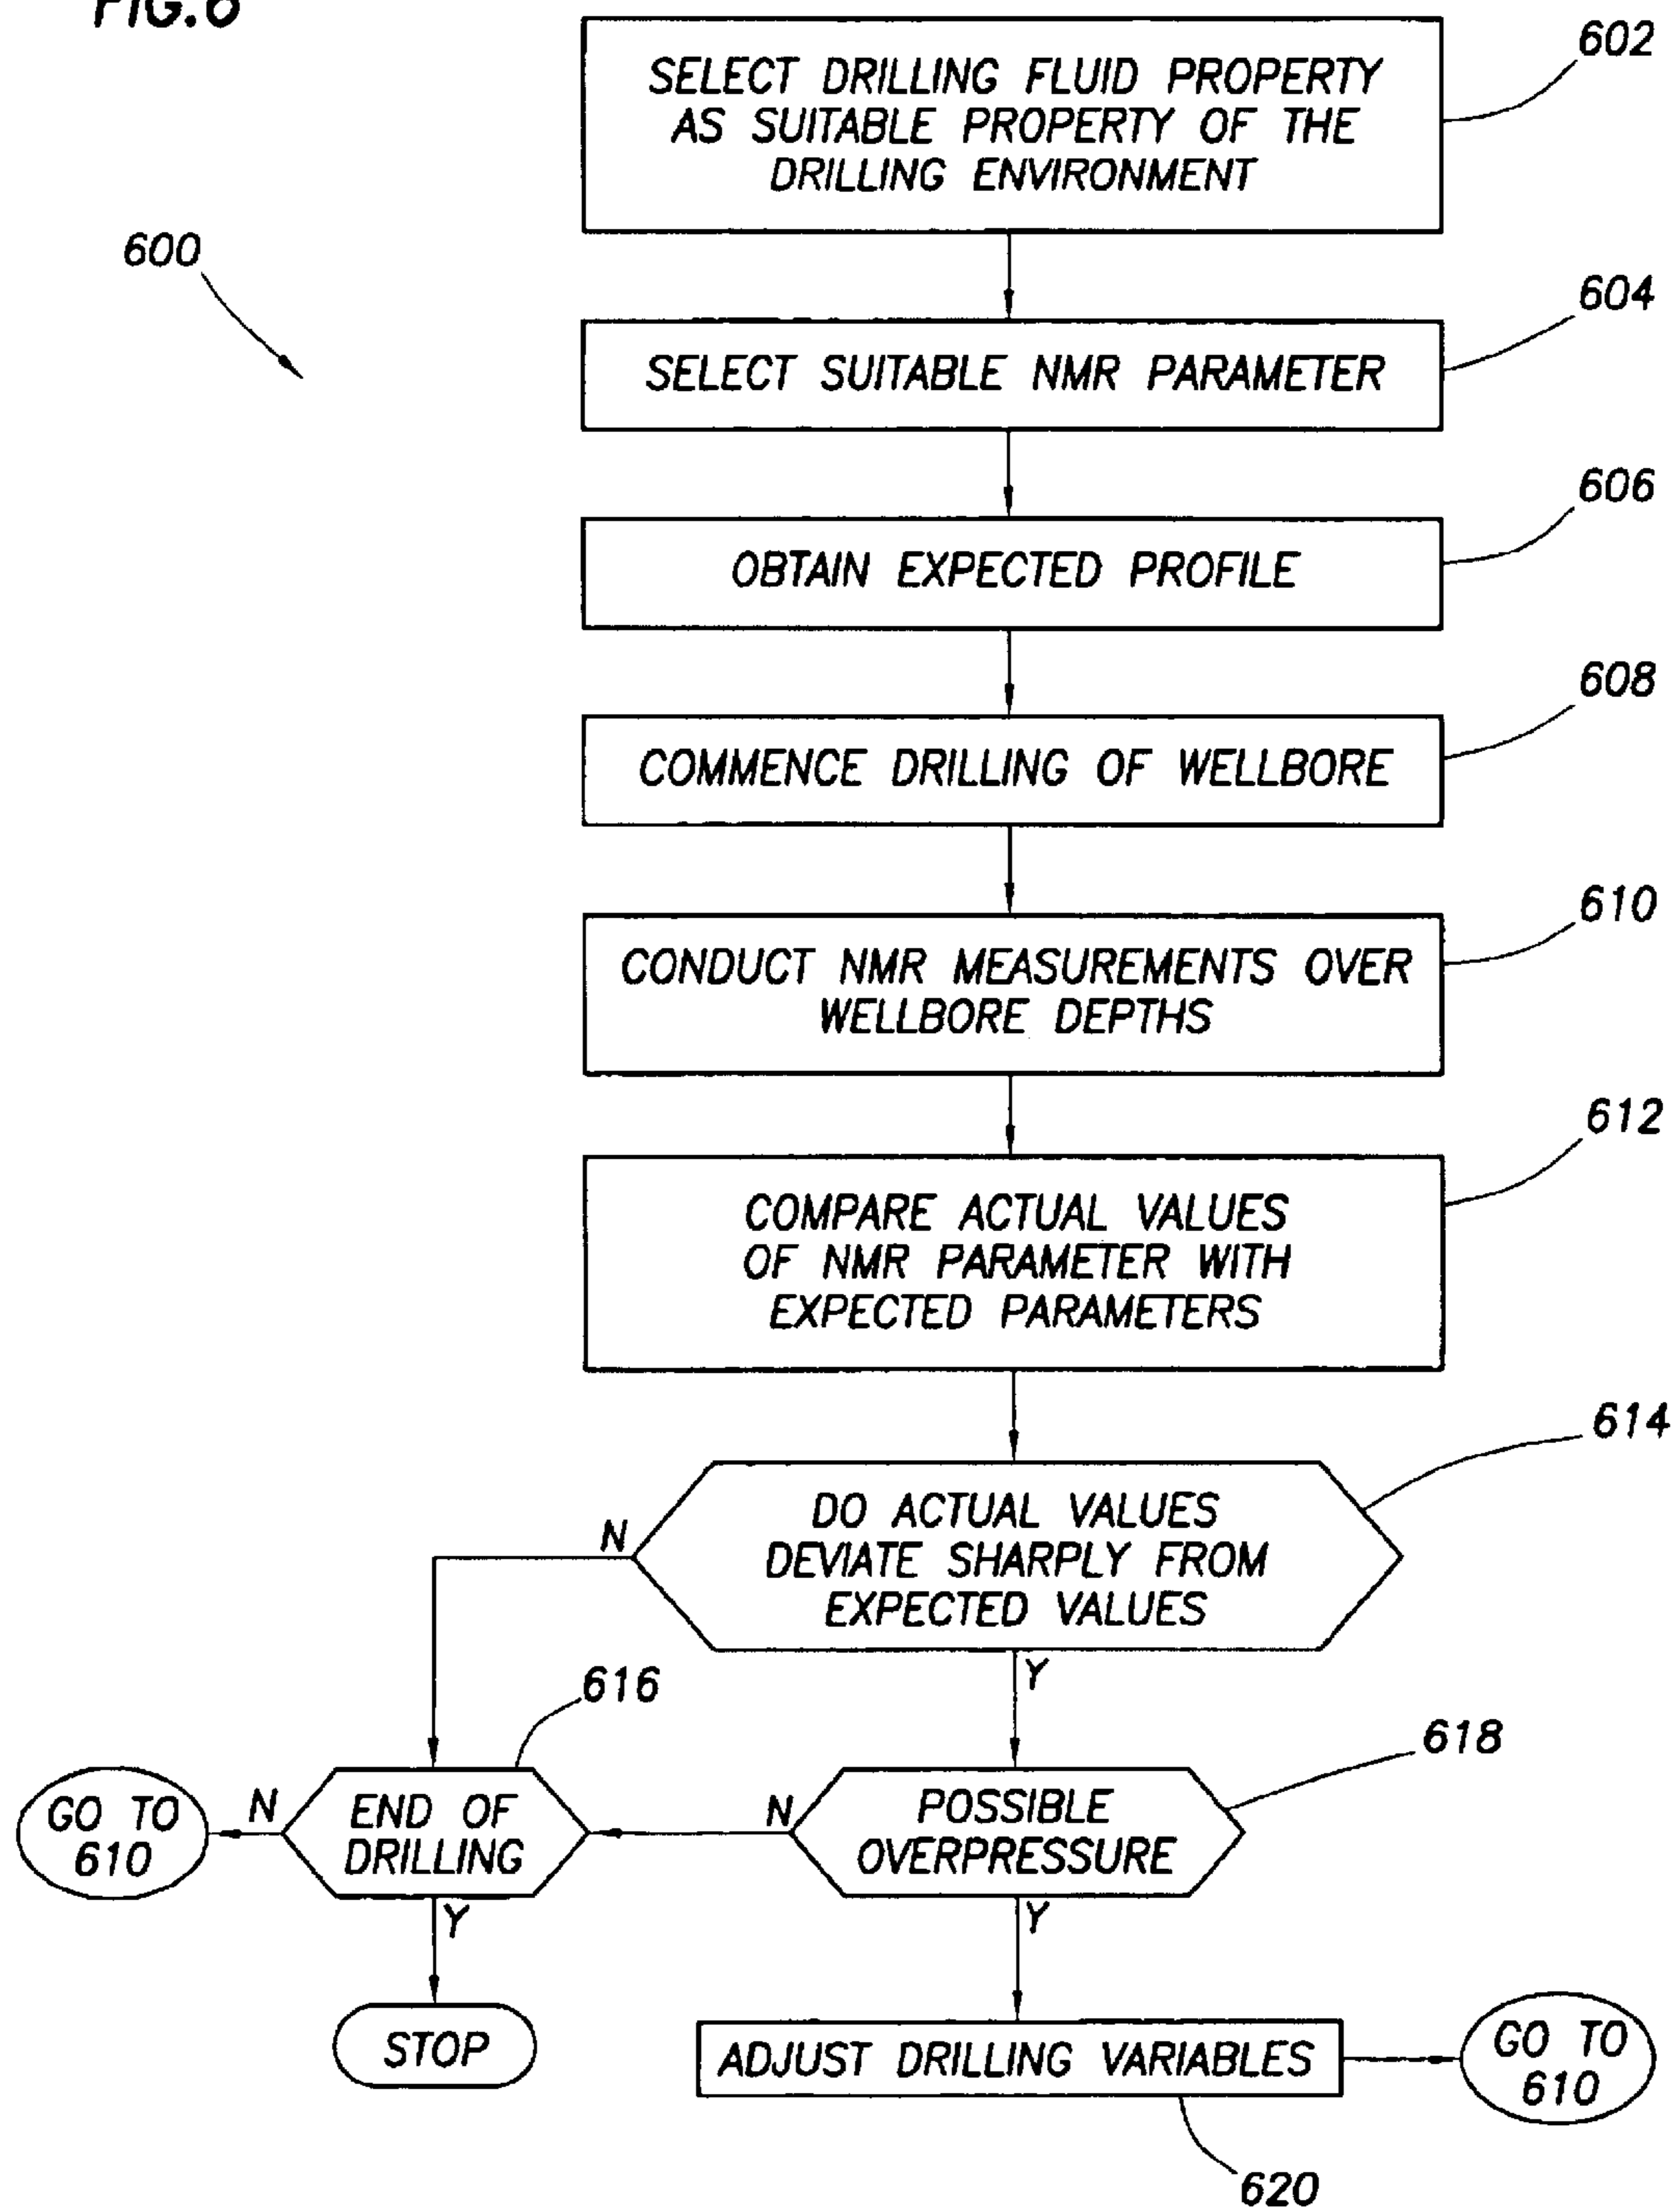 FIG.6
602
SELECT DRILLING FLUID PROPERTY
AS SUITABLE PROPERTY OF THE
DRILLING ENVIRONMENT
600
604
SELECT SUITABLE NMR PARAMETER
606
OBTAIN EXPECTED PROFILE
608
COMMENCE DRILLING OF WELLBORE
610
CONDUCT NMR MEASUREMENTS OVER
WELLBORE DEPTHS
612
COMPARE ACTUAL VALUES
OF NMR PARAMETER WITH
EXPECTED PARAMETERS
614
DO ACTUAL VALUES
DEVIATE SHARPLY FROM
EXPECTED VALUES
N
Y
616
618
GO TO
610
N
END OF
DRILLING
N
POSSIBLE
OVERPRESSURE
Y
Y
STOP
ADJUST DRILLING VARIABLES
GO TO
610
620